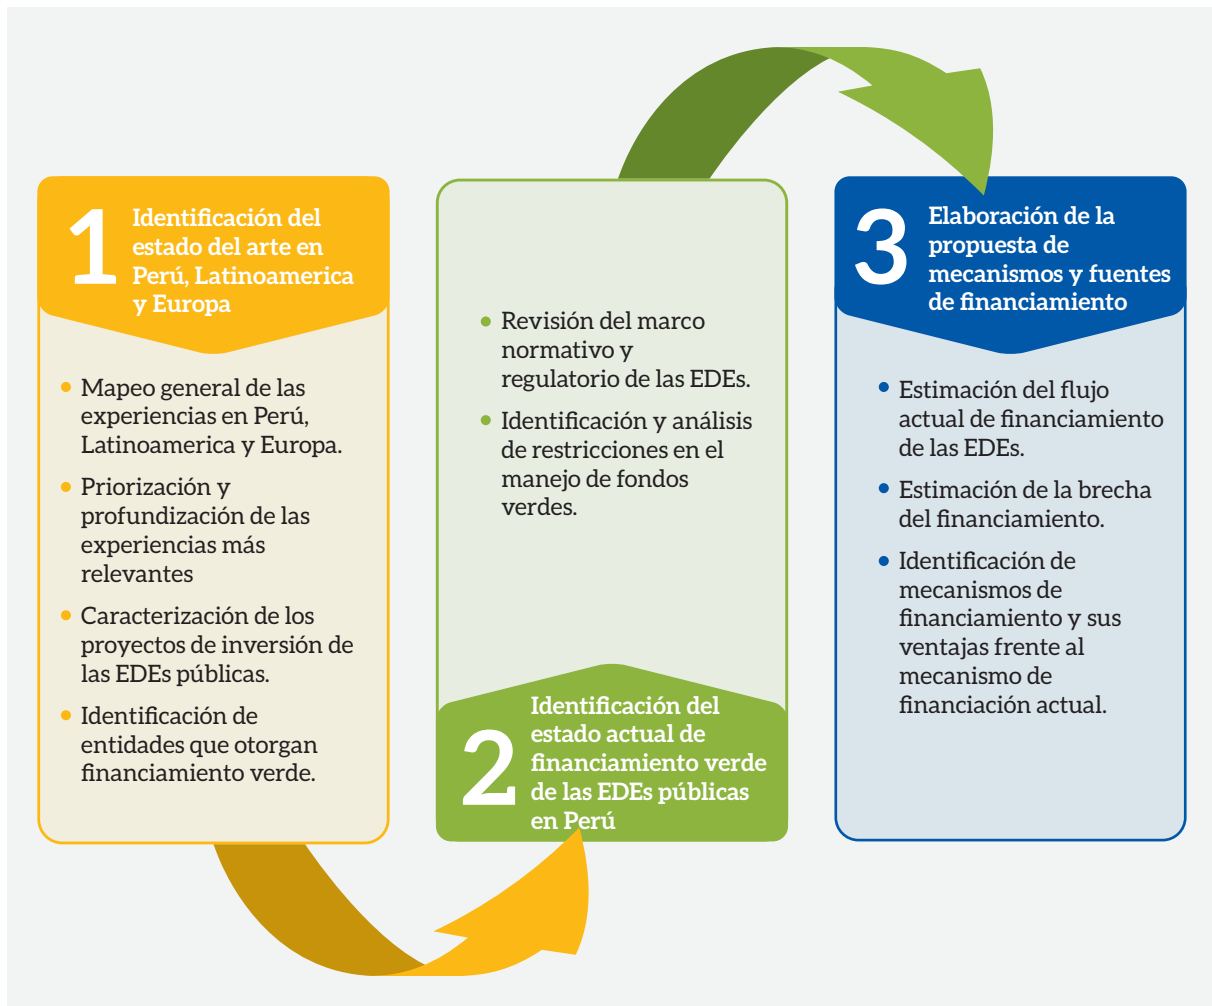 1
Identificación del
estado del arte en
Perú, Latinoamerica
y Europa
Mapeo general de las
experiencias en Perú,
Latinoamerica y Europa.
Priorización y
profundización de las
experiencias más
relevantes
Caracterización de los
proyectos de inversión de
las EDEs públicas.
Identificación de
entidades que otorgan
financiamiento verde.
Revisión del marco
normativo y
regulatorio de las EDEs.
Identificación y análisis
de restricciones en el
manejo de fondos
verdes.
2
Identificación del
estado actual de
financiamiento verde
de las EDEs públicas
en Perú
3
Elaboración de la
propuesta de
mecanismos y fuentes
de financiamiento
Estimación del flujo
actual de financiamiento
de las EDEs.
Estimación de la brecha
del financiamiento.
Identificación de
mecanismos de
financiamiento y sus
ventajas frente al
mecanismo de
financiación actual.